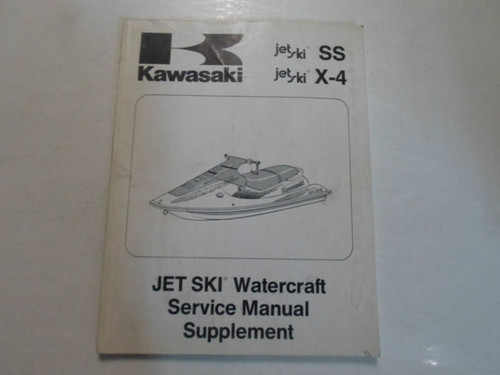 Kawasaki
jet ski® SS
jet ski® X-4
JET SKI® Watercraft
Service Manual
Supplement